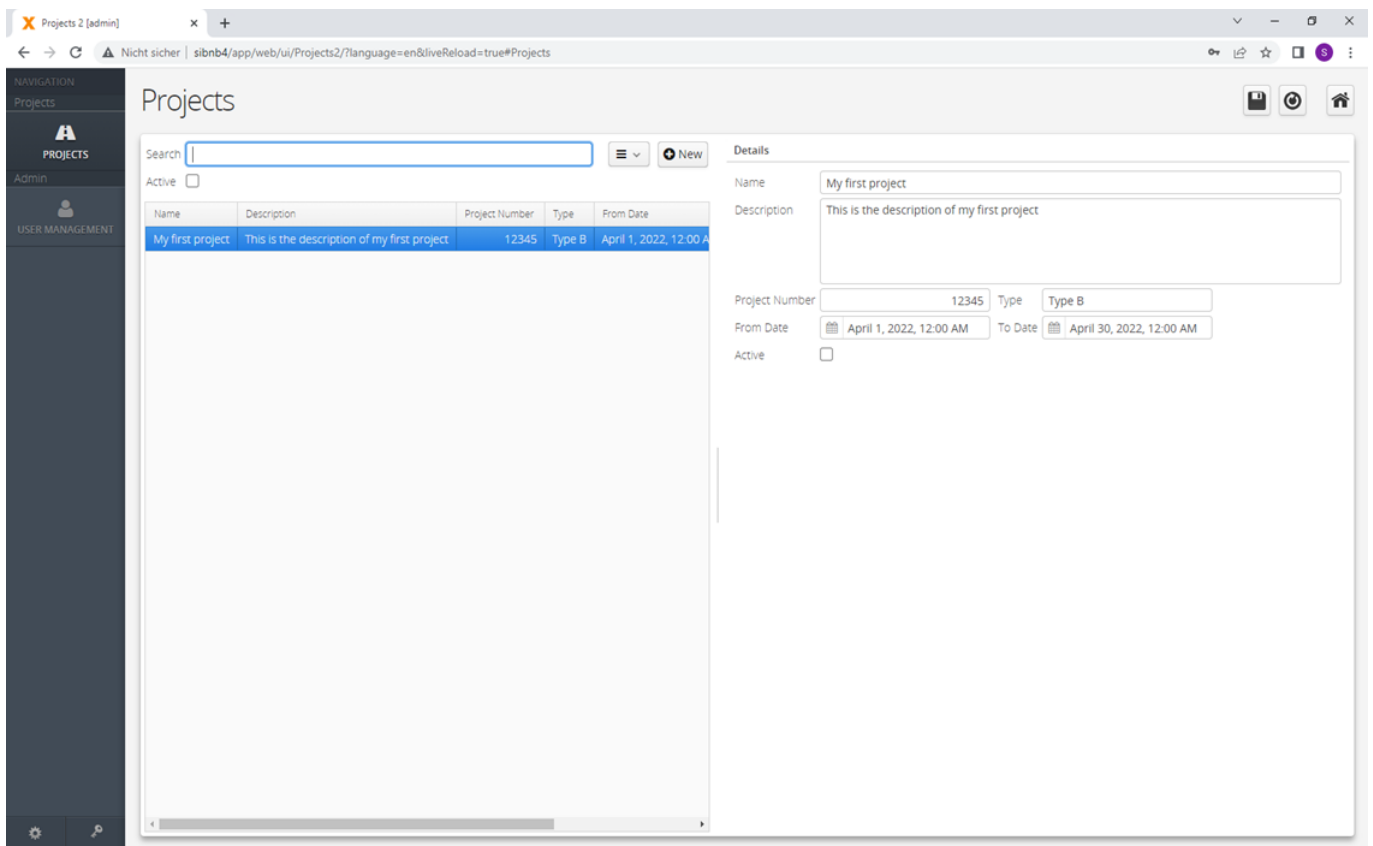 Projects 2 [admin]
Nicht sicher | sibnb4/app/web/ui/Projects2/?language=en&liveReload=true#Projects
S
NAVIGATION
Projects
PROJECTS
Admin
USER MANAGEMENT
Projects
Search
New
Active
Name Description Project Number Type From Date
My first project This is the description of my first project 12345 Type B April 1, 2022, 12:00 A
Details
Name My first project
Description This is the description of my first project
Project Number 12345 Type Type B
From Date April 1, 2022, 12:00 AM To Date April 30, 2022, 12:00 AM
Active